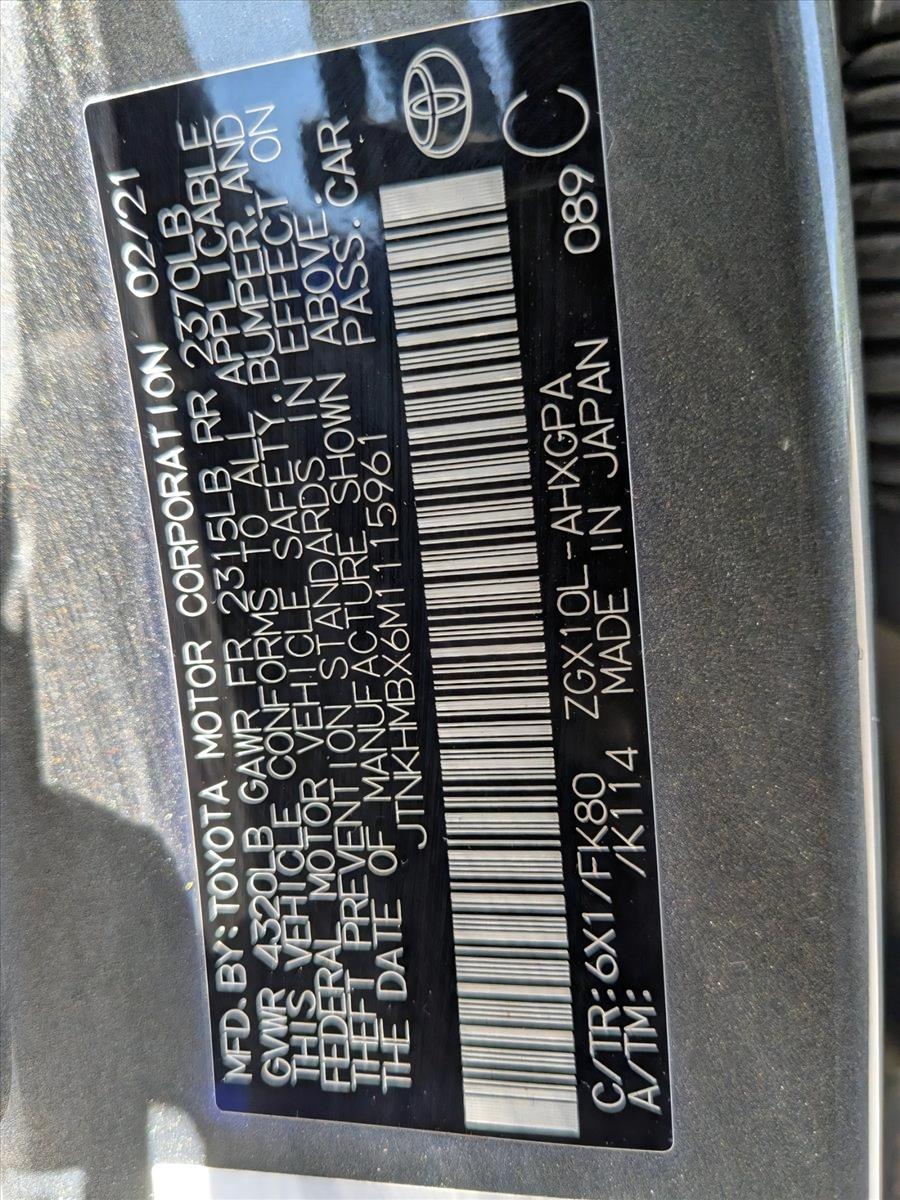 MFD.BY:TOYOTA MOTOR CORPORATION 02/21
GVWR 4320LB GAWR FR 2315LB RR 2370LB
THIS VEHICLE CONFORMS TO ALL APPLICABLE
FEDERAL MOTOR VEHICLE SAFETY, BUMPER, AND
THEFT PREVENTION STANDARDS IN EFFECT ON
THE DATE OF MANUFACTURE SHOWN ABOVE.
JTNKHMBX6M1115961 PASS.CAR
C/TR:6X1/FK80 ZGX10L-AHXGPA 089 C
A/TM: /K114 MADE IN JAPAN